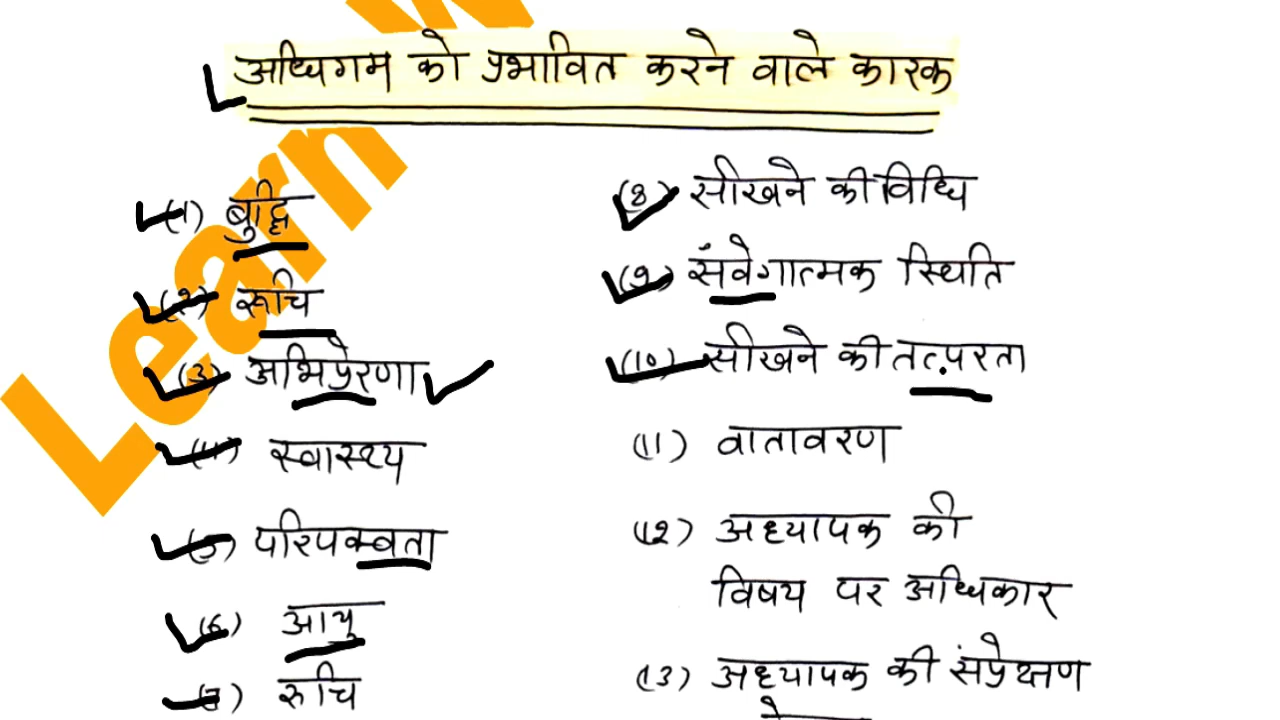 अधिगम को प्रभावित करने वाले कारक
(1) बुद्धि
(२) रूचि
(3) अभिप्रेरणा
(4) स्वास्थ्य
(5) परिपक्वता
(6) आयु
(7) रूचि
(8) सीखने की विधि
(9) संवेगात्मक स्थिति
(10) सीखने की तत्परता
(11) वातावरण
(12) अध्यापक की
विषय पर अधिकार
(13) अध्यापक की संप्रेक्षण
Learn